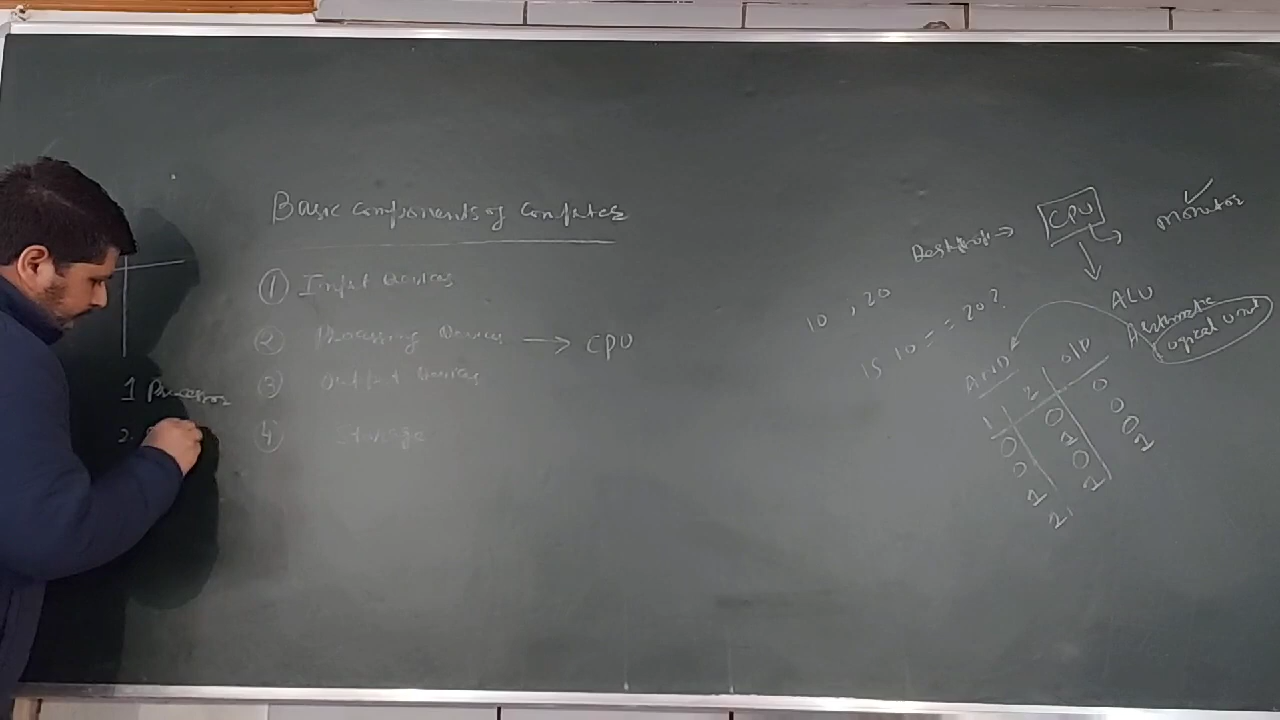 Basic Components of Computer
① Input devices
② Processing Devices → CPU
③ Output Devices
④ Storage
1 Processor
2.
Desktop →
CPU
Monitor
ALU
Arithmetic
ogical unit
10 , 20
is 10 = = 20?
AND
1 2 O/P
0 0 0
0 1 0
1 0 0
1 1 1